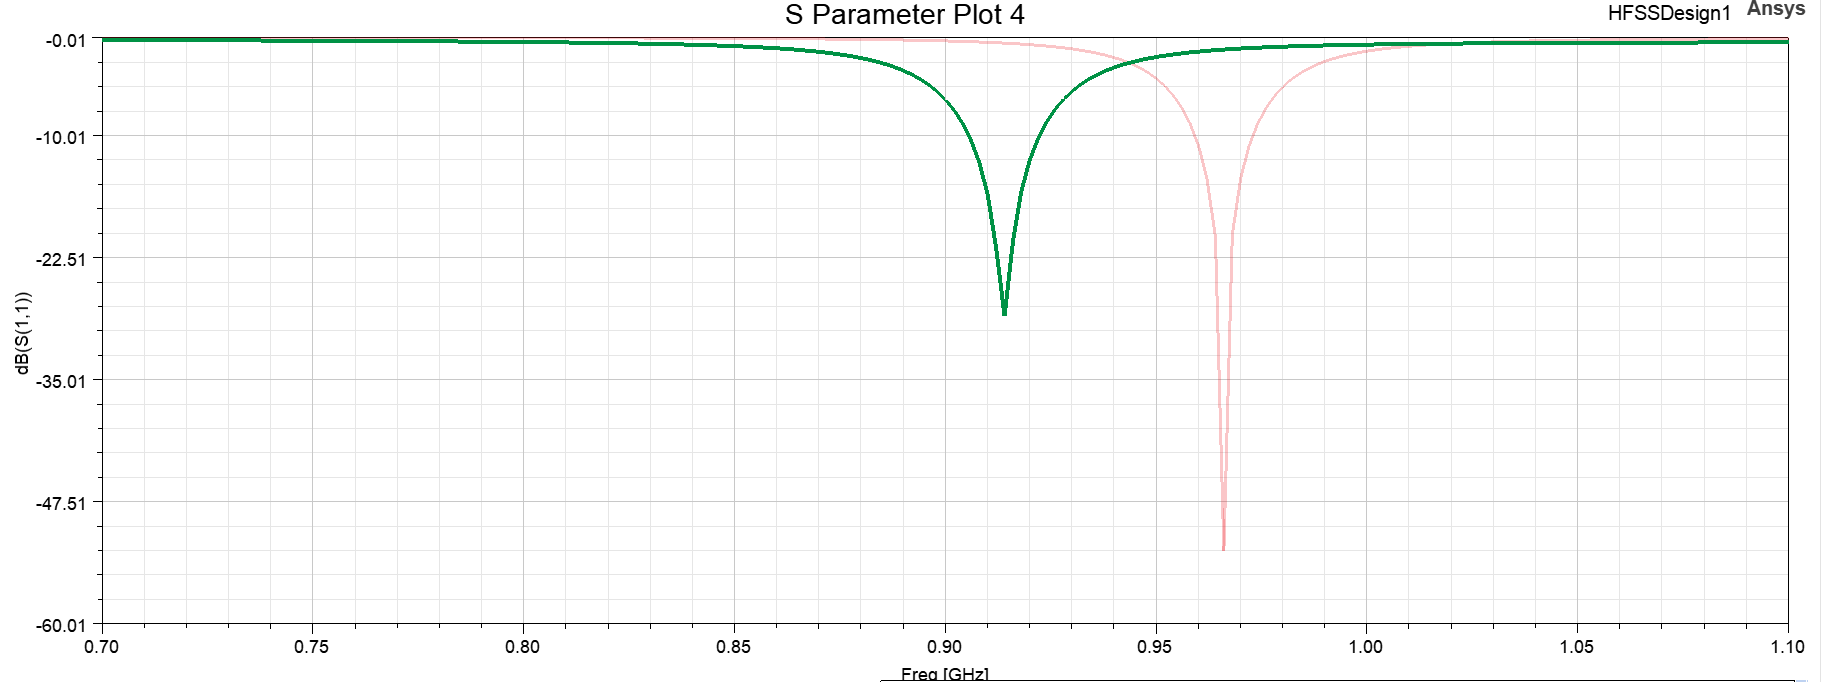 S Parameter Plot 4
HFSSDesign1
Ansys
-0.01
-10.01
-22.51
-35.01
-47.51
-60.01
dB(S(1,1))
0.70 0.75 0.80 0.85 0.90 0.95 1.00 1.05 1.10
Freq [GHz]